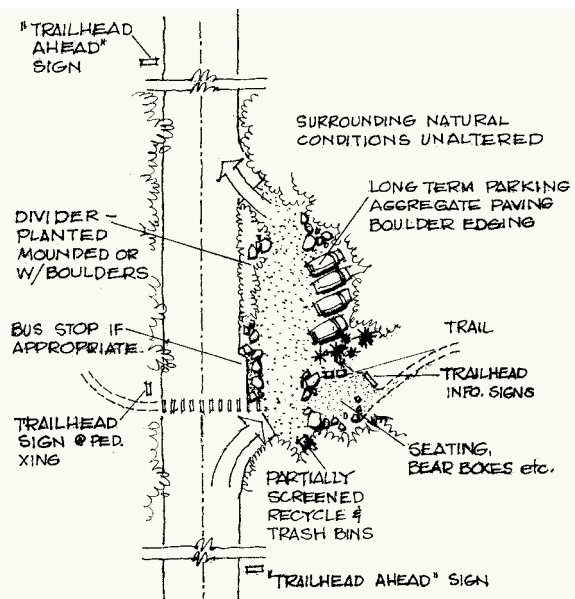 "TRAILHEAD
AHEAD"
SIGN
SURROUNDING NATURAL
CONDITIONS UNALTERED
LONG TERM PARKING
AGGREGATE PAVING
BOULDER EDGING
DIVIDER -
PLANTED
MOUNDED OR
W/BOULDERS
BUS STOP IF
APPROPRIATE
TRAIL
TRAILHEAD
INFO. SIGNS
TRAILHEAD
SIGN @ PED.
XING
SEATING,
BEAR BOXES etc.
PARTIALLY
SCREENED
RECYCLE &
TRASH BINS
"TRAILHEAD AHEAD" SIGN